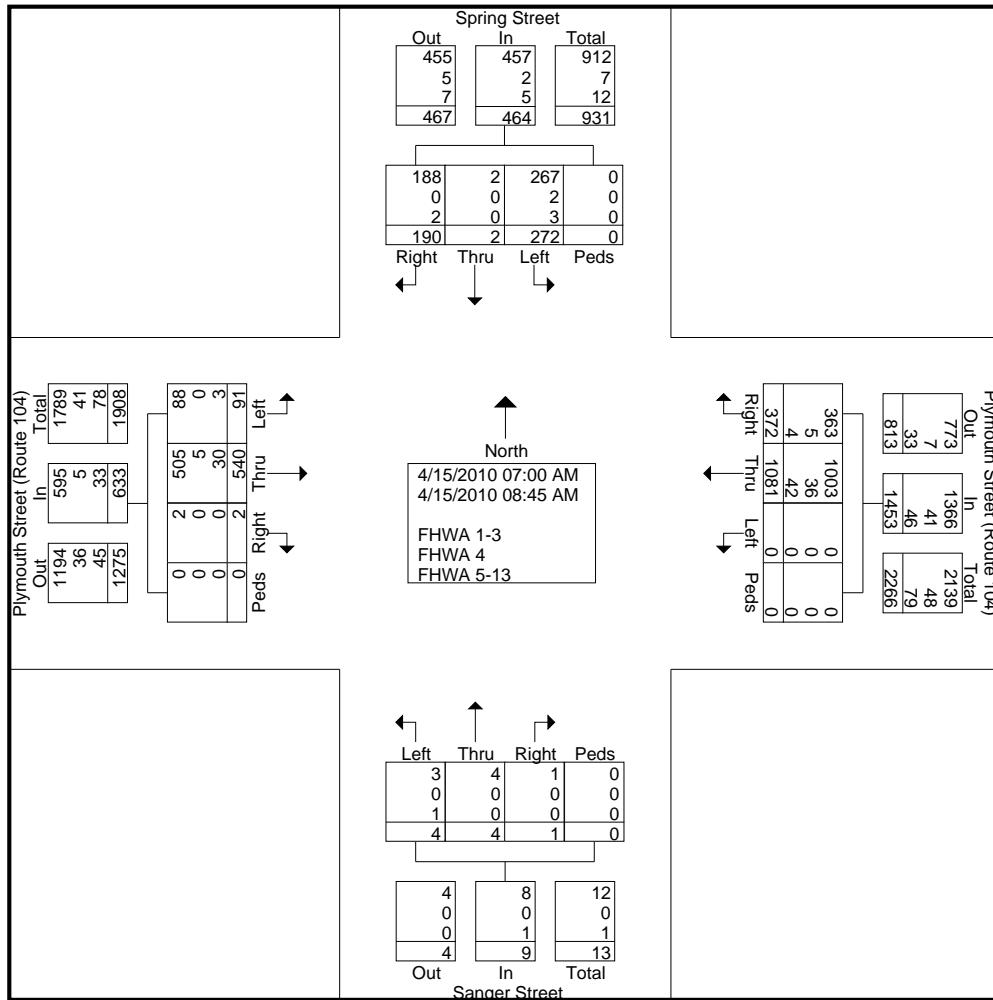 Spring Street
Out In Total
455 457 912
5 2 7
7 5 12
467 464 931
188 2 267 0
0 0 2 0
2 0 3 0
190 2 272 0
Right Thru Left Peds
Plymouth Street (Route 104)
Total In Out
1789 595 1194
41 5 36
78 33 45
1908 633 1275
Left Thru Right Peds
88 505 2 0
0 5 0 0
3 30 0 0
91 540 2 0
North
4/15/2010 07:00 AM
4/15/2010 08:45 AM
FHWA 1-3
FHWA 4
FHWA 5-13
Right Thru Left Peds
363 1003 0 0
5 36 0 0
4 42 0 0
372 1081 0 0
Plymouth Street (Route 104)
Out In Total
773 1366 2139
7 41 48
33 46 79
813 1453 2266
Left Thru Right Peds
3 4 1 0
0 0 0 0
1 0 0 0
4 4 1 0
4 8 12
0 0 0
0 1 1
4 9 13
Out In Total
Sanger Street